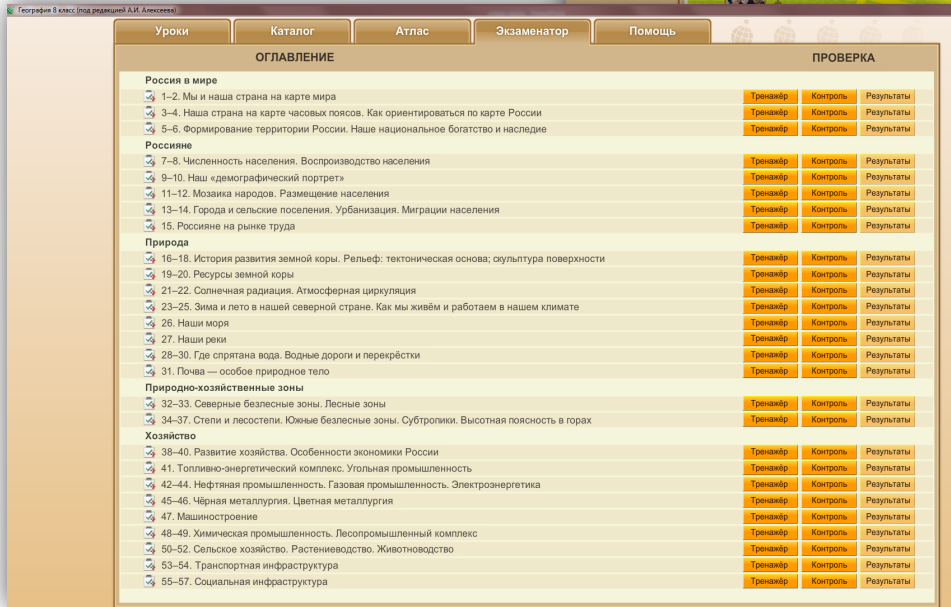 География 8 класс (под редакцией А.И. Алексеева)
Уроки Каталог Атлас Экзаменатор Помощь
ОГЛАВЛЕНИЕ ПРОВЕРКА
Россия в мире
1–2. Мы и наша страна на карте мира Тренажёр Контроль Результаты
3–4. Наша страна на карте часовых поясов. Как ориентироваться по карте России Тренажёр Контроль Результаты
5–6. Формирование территории России. Наше национальное богатство и наследие Тренажёр Контроль Результаты
Россияне
7–8. Численность населения. Воспроизводство населения Тренажёр Контроль Результаты
9–10. Наш «демографический портрет» Тренажёр Контроль Результаты
11–12. Мозаика народов. Размещение населения Тренажёр Контроль Результаты
13–14. Города и сельские поселения. Урбанизация. Миграции населения Тренажёр Контроль Результаты
15. Россияне на рынке труда Тренажёр Контроль Результаты
Природа
16–18. История развития земной коры. Рельеф: тектоническая основа; скульптура поверхности Тренажёр Контроль Результаты
19–20. Ресурсы земной коры Тренажёр Контроль Результаты
21–22. Солнечная радиация. Атмосферная циркуляция Тренажёр Контроль Результаты
23–25. Зима и лето в нашей северной стране. Как мы живём и работаем в нашем климате Тренажёр Контроль Результаты
26. Наши моря Тренажёр Контроль Результаты
27. Наши реки Тренажёр Контроль Результаты
28–30. Где спрятана вода. Водные дороги и перекрёстки Тренажёр Контроль Результаты
31. Почва — особое природное тело Тренажёр Контроль Результаты
Природно-хозяйственные зоны
32–33. Северные безлесные зоны. Лесные зоны Тренажёр Контроль Результаты
34–37. Степи и лесостепи. Южные безлесные зоны. Субтропики. Высотная поясность в горах Тренажёр Контроль Результаты
Хозяйство
38–40. Развитие хозяйства. Особенности экономики России Тренажёр Контроль Результаты
41. Топливно-энергетический комплекс. Угольная промышленность Тренажёр Контроль Результаты
42–44. Нефтяная промышленность. Газовая промышленность. Электроэнергетика Тренажёр Контроль Результаты
45–46. Чёрная металлургия. Цветная металлургия Тренажёр Контроль Результаты
47. Машиностроение Тренажёр Контроль Результаты
48–49. Химическая промышленность. Лесопромышленный комплекс Тренажёр Контроль Результаты
50–52. Сельское хозяйство. Растениеводство. Животноводство Тренажёр Контроль Результаты
53–54. Транспортная инфраструктура Тренажёр Контроль Результаты
55–57. Социальная инфраструктура Тренажёр Контроль Результаты